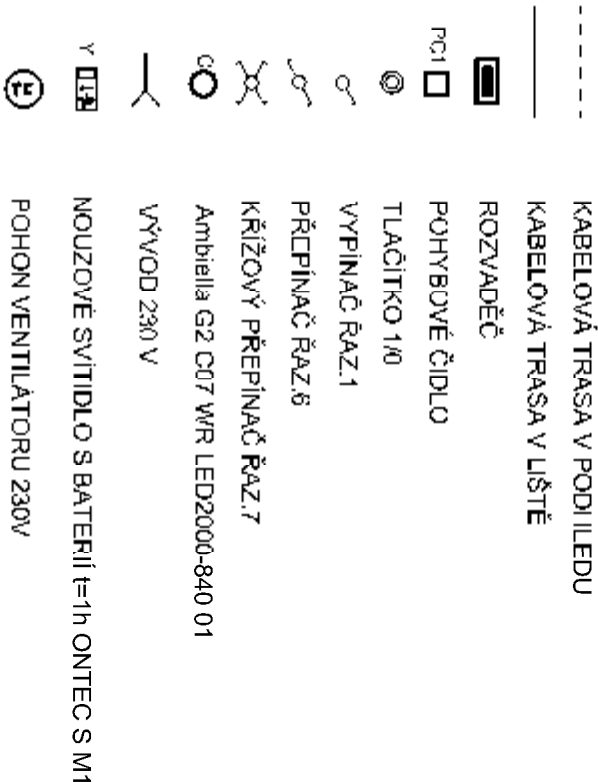 KABELOVÁ TRASA V PODHLEDU
KABELOVÁ TRASA V LIŠTĚ
ROZVADĚČ
PC1 POHYBOVÉ ČIDLO
TLAČÍTKO 1/0
VYPÍNAČ ŘAZ.1
PŘEPÍNAČ ŘAZ.6
KŘÍŽOVÝ PŘEPÍNAČ ŘAZ.7
C Ambiella G2 C07 WR LED2000-840 01
VÝVOD 230 V
Y NOUZOVÉ SVÍTIDLO S BATERIÍ t=1h ONTEC S M1
POHON VENTILÁTORU 230V